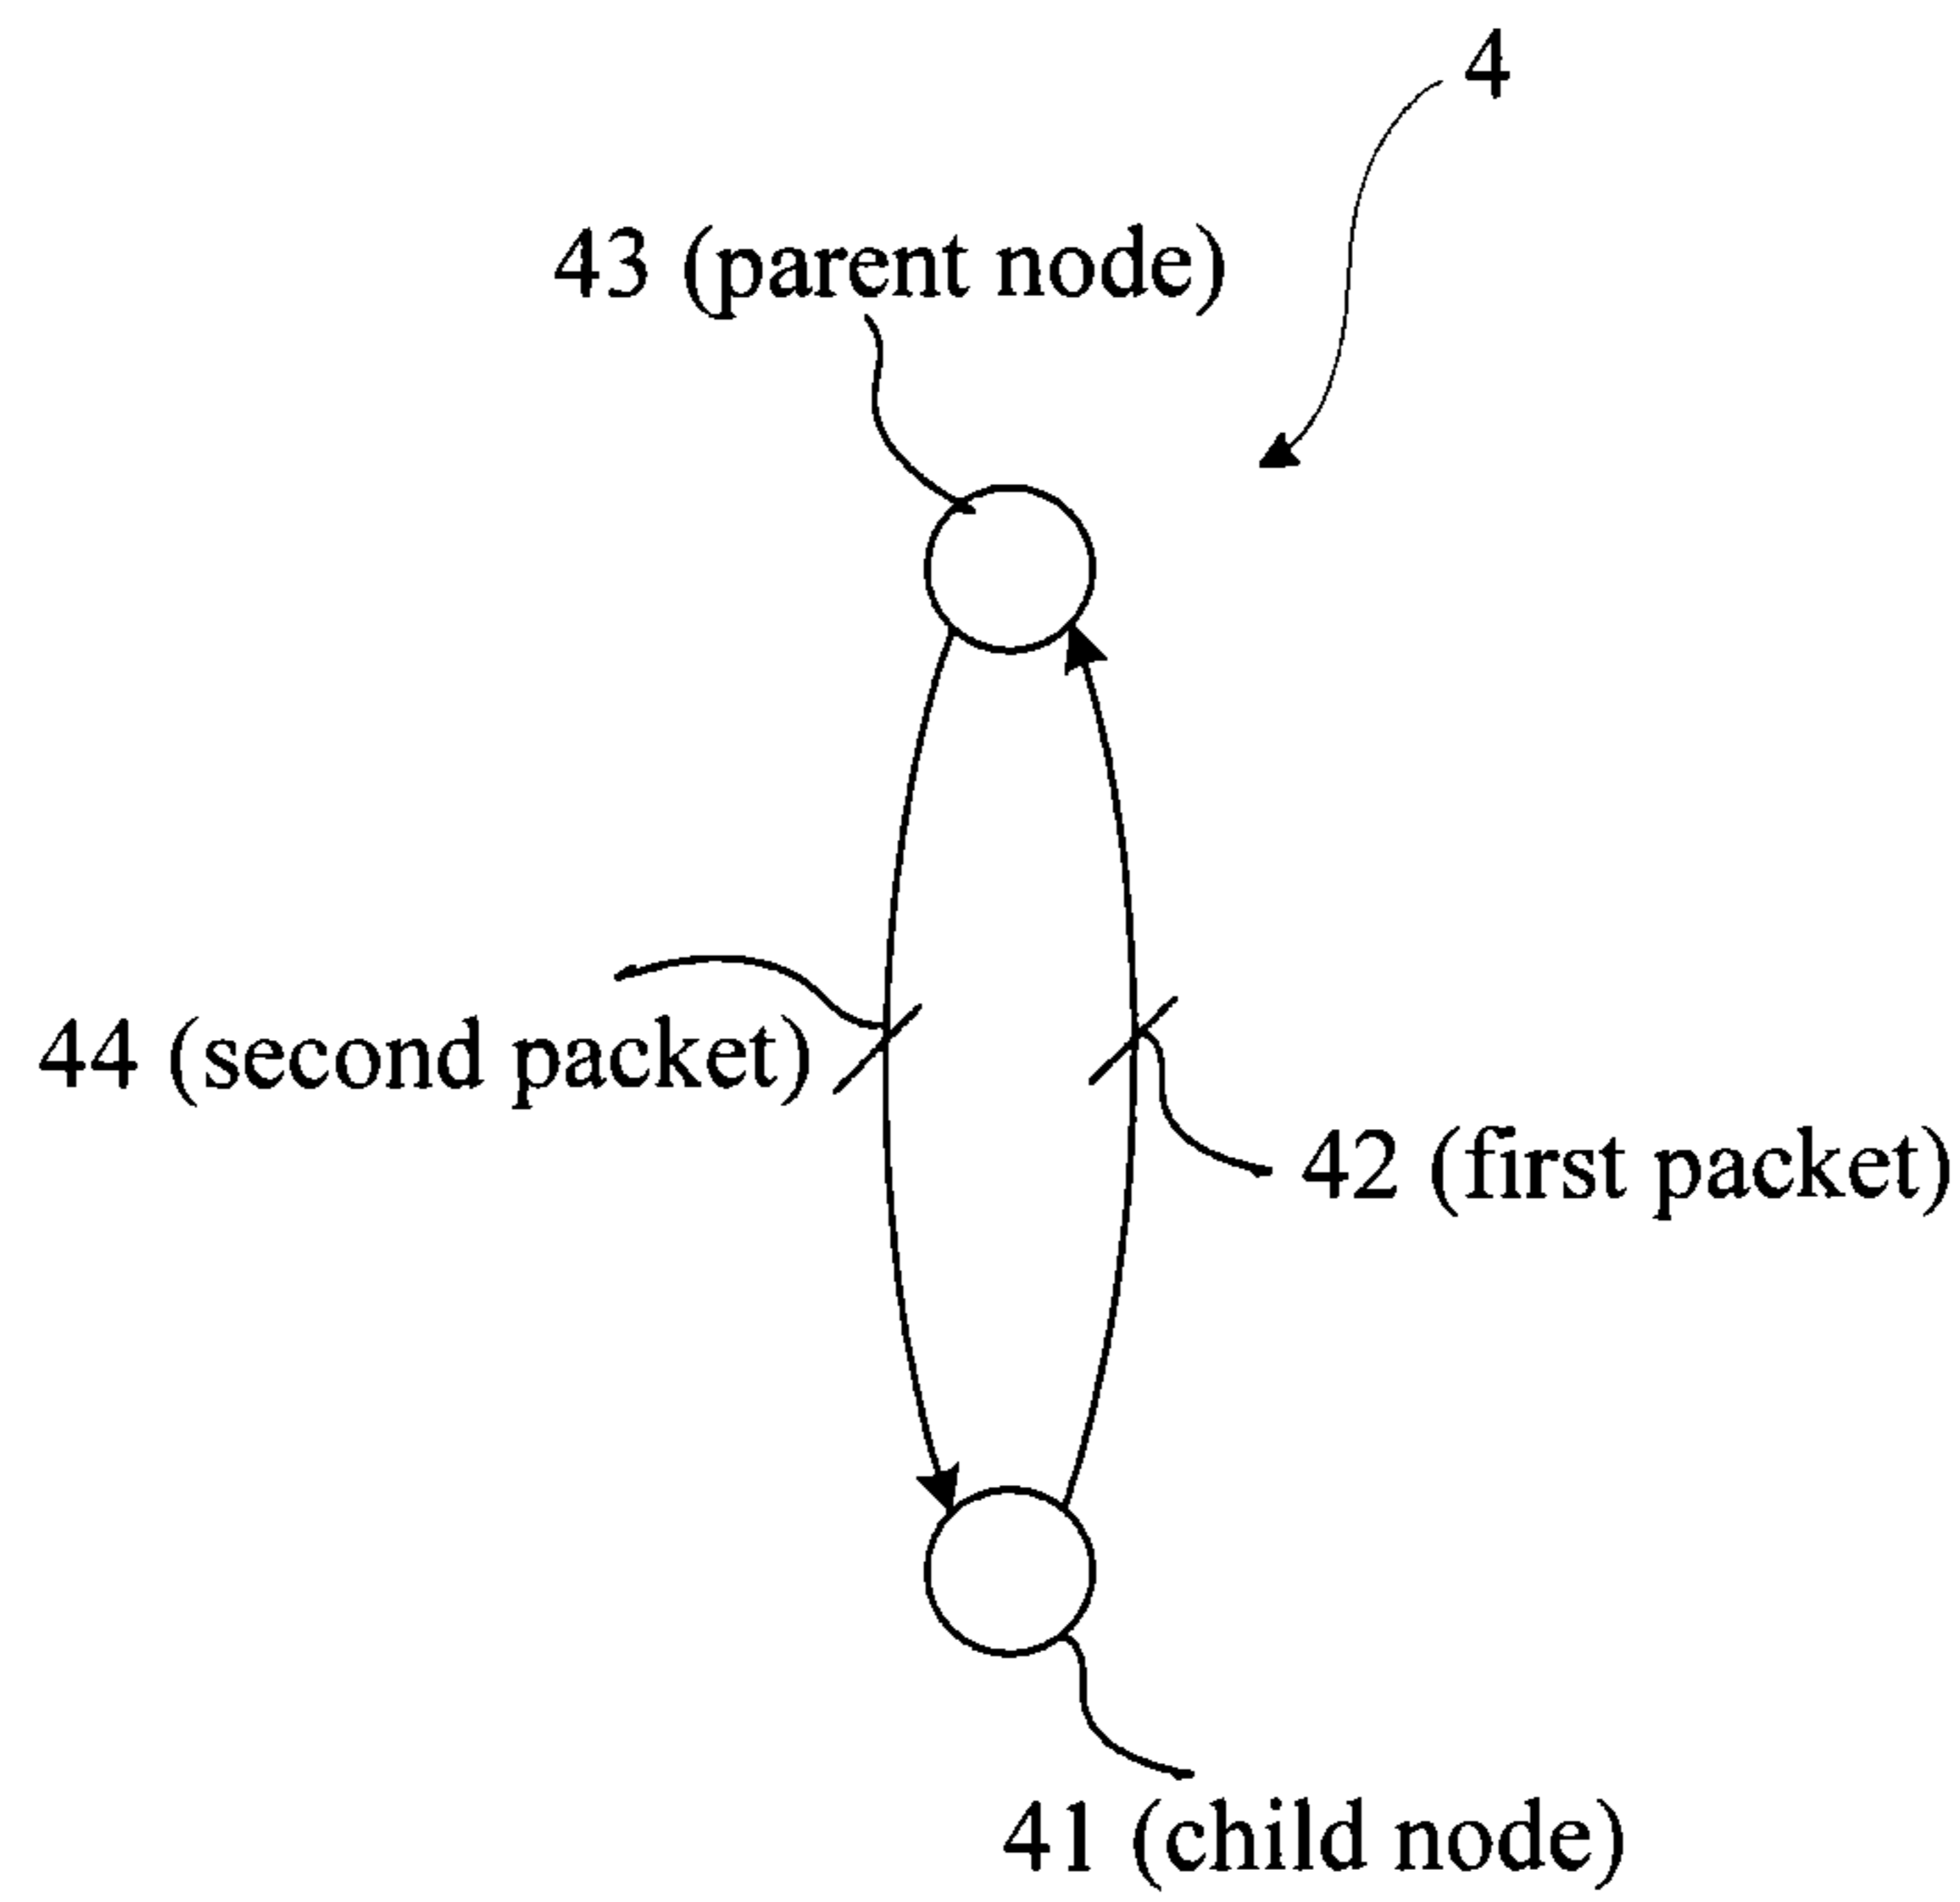 4
43 (parent node)
44 (second packet)
42 (first packet)
41 (child node)